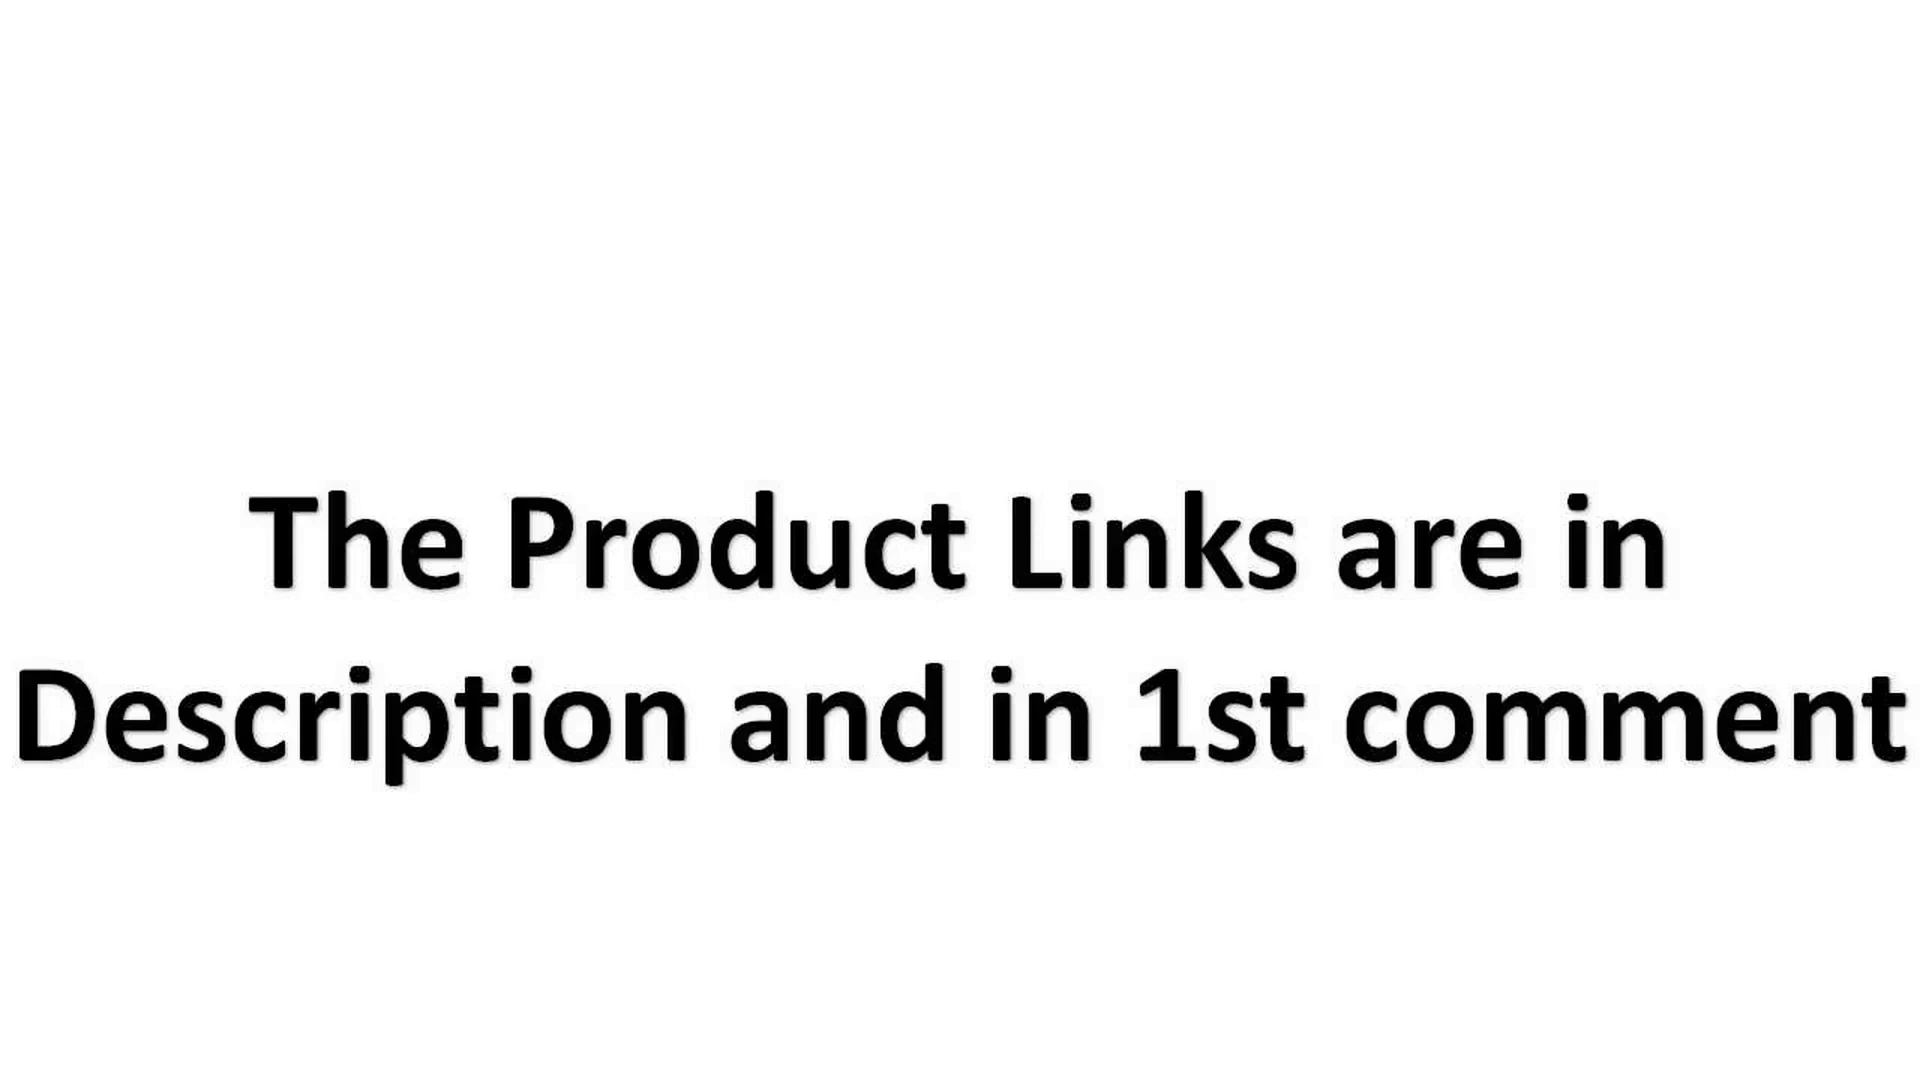 The Product Links are in
Description and in 1st comment